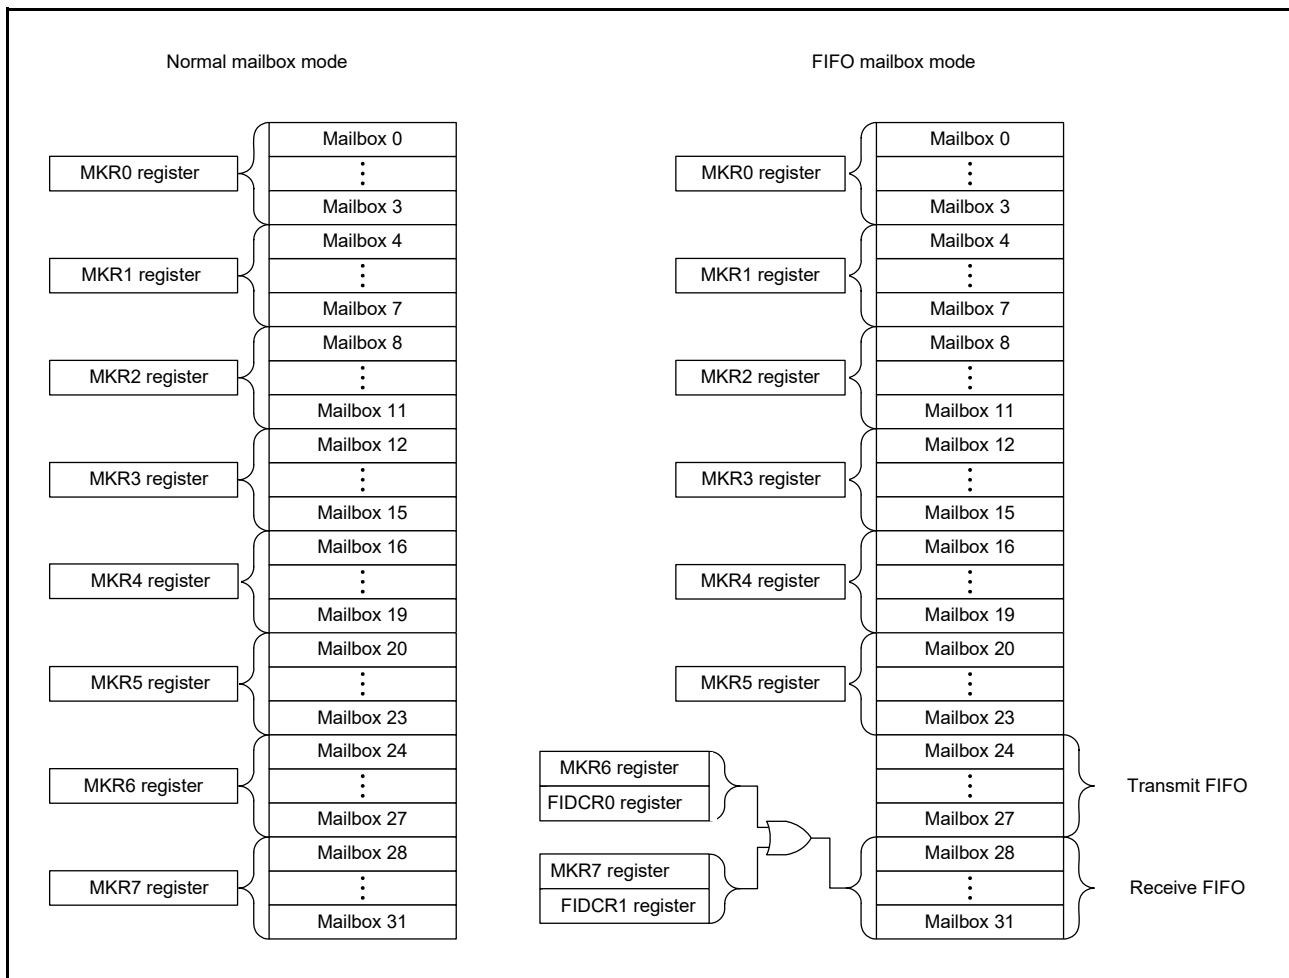 Normal mailbox mode
Mailbox 0
MKR0 register
Mailbox 3
Mailbox 4
MKR1 register
Mailbox 7
Mailbox 8
MKR2 register
Mailbox 11
Mailbox 12
MKR3 register
Mailbox 15
Mailbox 16
MKR4 register
Mailbox 19
Mailbox 20
MKR5 register
Mailbox 23
Mailbox 24
MKR6 register
Mailbox 27
Mailbox 28
MKR7 register
Mailbox 31
FIFO mailbox mode
Mailbox 0
MKR0 register
Mailbox 3
Mailbox 4
MKR1 register
Mailbox 7
Mailbox 8
MKR2 register
Mailbox 11
Mailbox 12
MKR3 register
Mailbox 15
Mailbox 16
MKR4 register
Mailbox 19
Mailbox 20
MKR5 register
Mailbox 23
Mailbox 24
MKR6 register
FIDCR0 register
Transmit FIFO
Mailbox 27
Mailbox 28
MKR7 register
FIDCR1 register
Receive FIFO
Mailbox 31